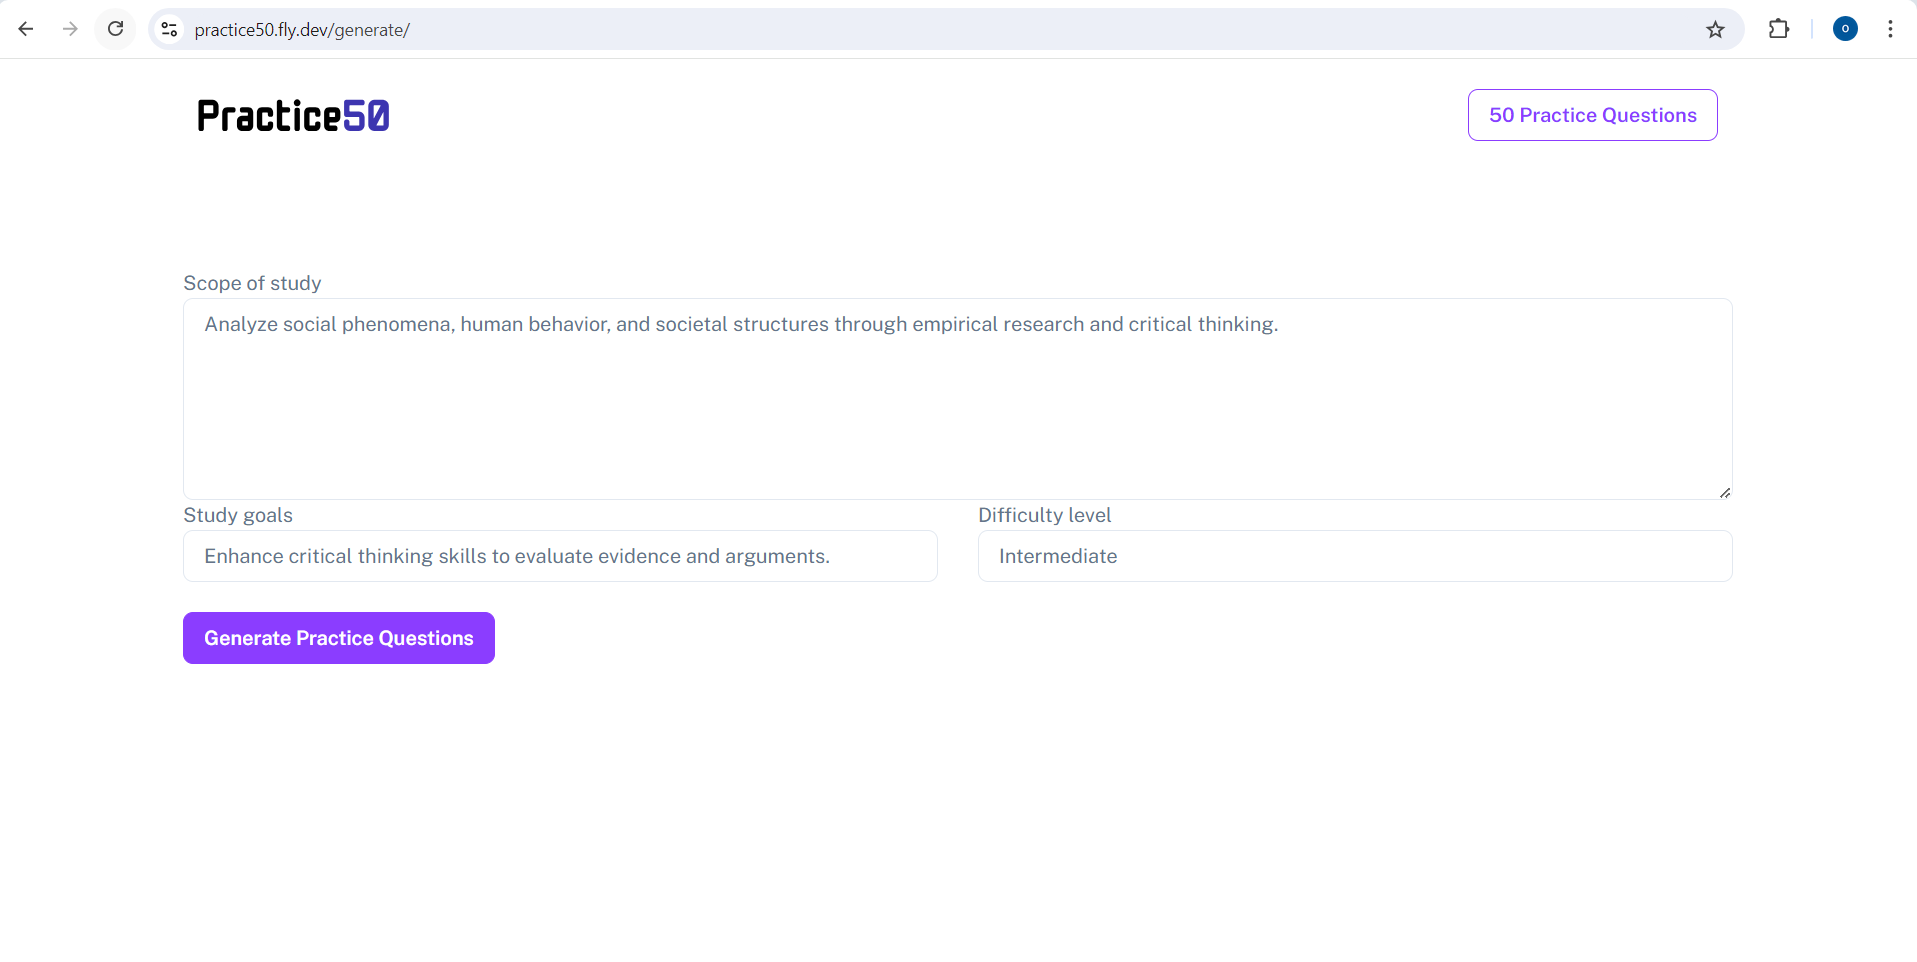 practice50.fly.dev/generate/
O
Practice50
50 Practice Questions
Scope of study
Analyze social phenomena, human behavior, and societal structures through empirical research and critical thinking.
Study goals
Difficulty level
Enhance critical thinking skills to evaluate evidence and arguments.
Intermediate
Generate Practice Questions